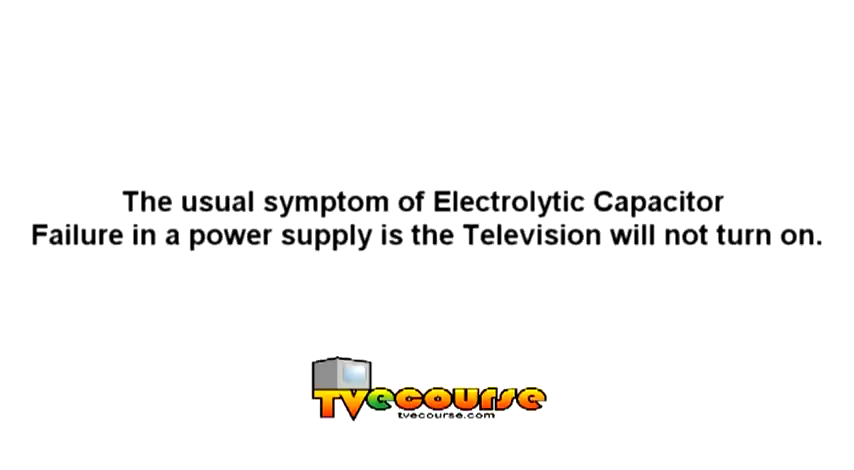 The usual symptom of Electrolytic Capacitor
Failure in a power supply is the Television will not turn on.
TVecourse
tvecourse.com